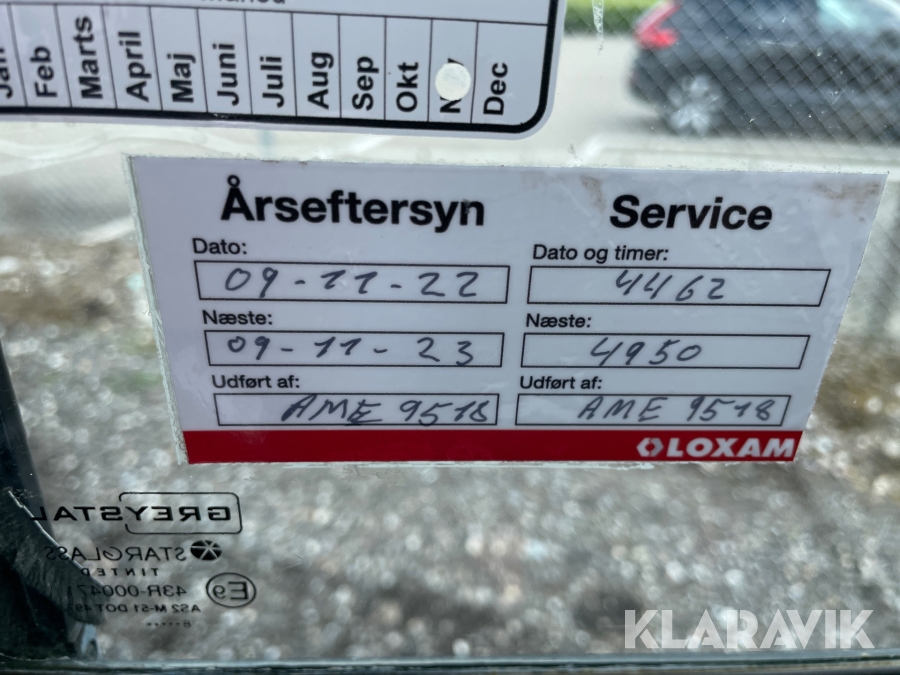 Feb
Marts
April
Maj
Juni
Juli
Aug
Sep
Okt
Dec
Årseftersyn
Dato:
09-11-22
Næste:
09-11-23
Udført af:
AME 9518
Service
Dato og timer:
4462
Næste:
4950
Udført af:
AME 9518
LOXAM
GREYSTAL
STARGLASS
TINTED
E9
KLARAVIK